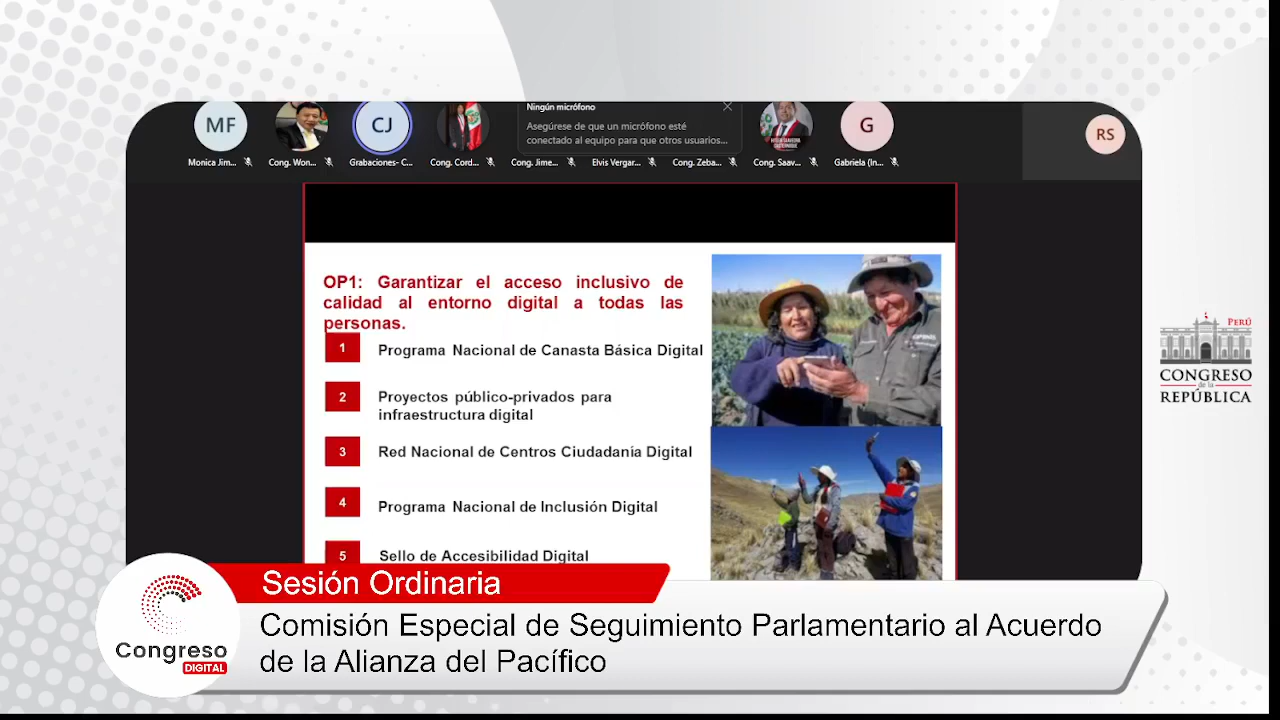 MF
CJ
Ningún micrófono
Asegúrese de que un micrófono esté
conectado al equipo para que otros usuarios...
G
RS
Monica Jim...
Cong. Won...
Grabaciones- C...
Cong. Cord...
Cong. Jime...
Elvis Vergar...
Cong. Zeba...
Cong. Saav...
Gabriela (In...
OP1: Garantizar el acceso inclusivo de
calidad al entorno digital a todas las
personas.
1 Programa Nacional de Canasta Básica Digital
2 Proyectos público-privados para
infraestructura digital
3 Red Nacional de Centros Ciudadanía Digital
4 Programa Nacional de Inclusión Digital
5 Sello de Accesibilidad Digital
PERÚ
CONGRESO
de la
REPÚBLICA
Sesión Ordinaria
Comisión Especial de Seguimiento Parlamentario al Acuerdo
de la Alianza del Pacífico
Congreso
DIGITAL